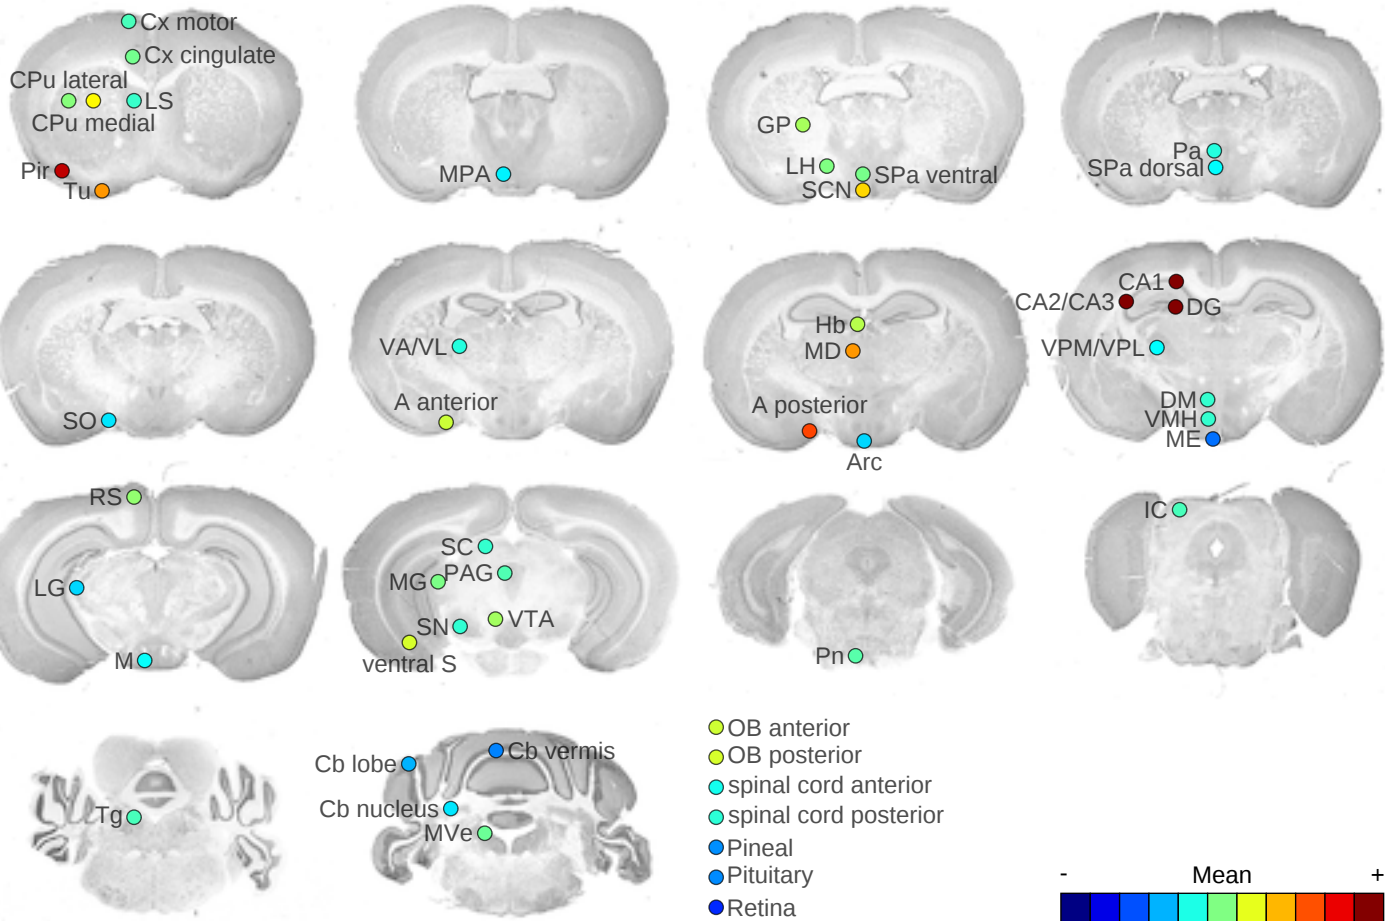 Cx motor
Cx cingulate
CPu lateral
LS
CPu medial
Pir
Tu
MPA
GP
LH
SPa ventral
SCN
Pa
SPa dorsal
SO
VA/VL
A anterior
Hb
MD
A posterior
Arc
CA1
CA2/CA3
DG
VPM/VPL
DM
VMH
ME
RS
LG
M
SC
PAG
MG
VTA
SN
ventral S
Pn
IC
Tg
Cb vermis
Cb lobe
Cb nucleus
MVe
OB anterior
OB posterior
spinal cord anterior
spinal cord posterior
Pineal
Pituitary
Retina
- Mean +